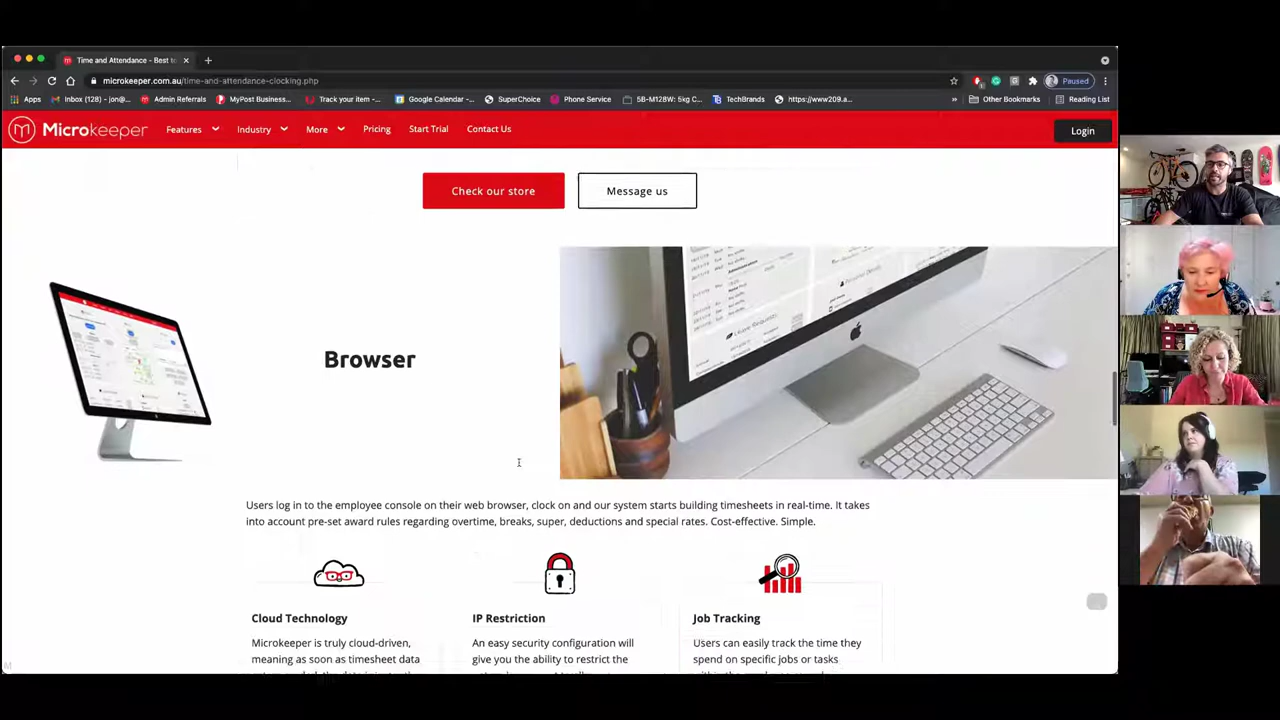 Time and Attendance - Best to
microkeeper.com.au/time-and-attendance-clocking.php
Paused
Apps
Inbox (128) - jon@...
Admin Referrals
MyPost Business...
Track your item -...
Google Calendar -...
SuperChoice
Phone Service
5B-M128W: 5kg C...
TechBrands
https://www209.a...
»
Other Bookmarks
Reading List
Microkeeper
Features
Industry
More
Pricing
Start Trial
Contact Us
Login
Check our store
Message us
Browser
Users log in to the employee console on their web browser, clock on and our system starts building timesheets in real-time. It takes
into account pre-set award rules regarding overtime, breaks, super, deductions and special rates. Cost-effective. Simple.
Cloud Technology
Microkeeper is truly cloud-driven,
meaning as soon as timesheet data
IP Restriction
An easy security configuration will
give you the ability to restrict the
Job Tracking
Users can easily track the time they
spend on specific jobs or tasks